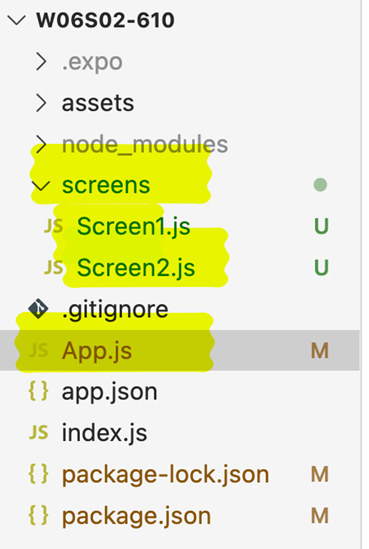 W06S02-610
.expo
assets
node_modules
screens
JS Screen1.js U
JS Screen2.js U
.gitignore
JS App.js M
{} app.json
JS index.js
{} package-lock.json M
{} package.json M